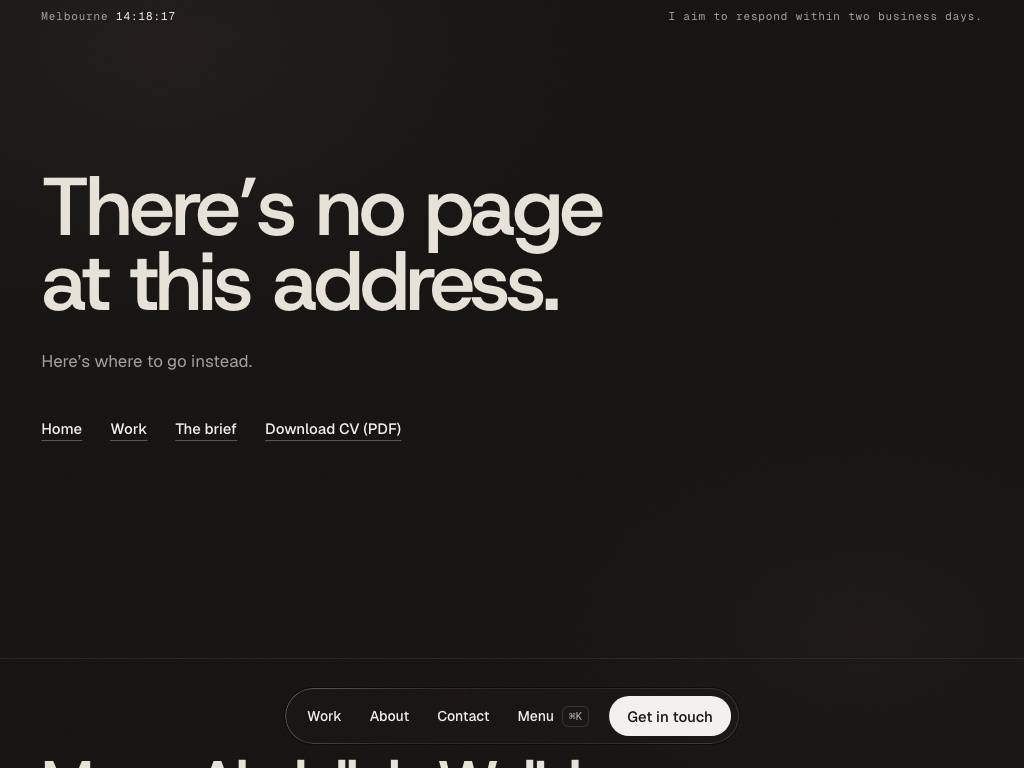 Melbourne 14:18:17
I aim to respond within two business days.
There’s no page
at this address.
Here’s where to go instead.
Home
Work
The brief
Download CV (PDF)
Work
About
Contact
Menu ⌘K
Get in touch